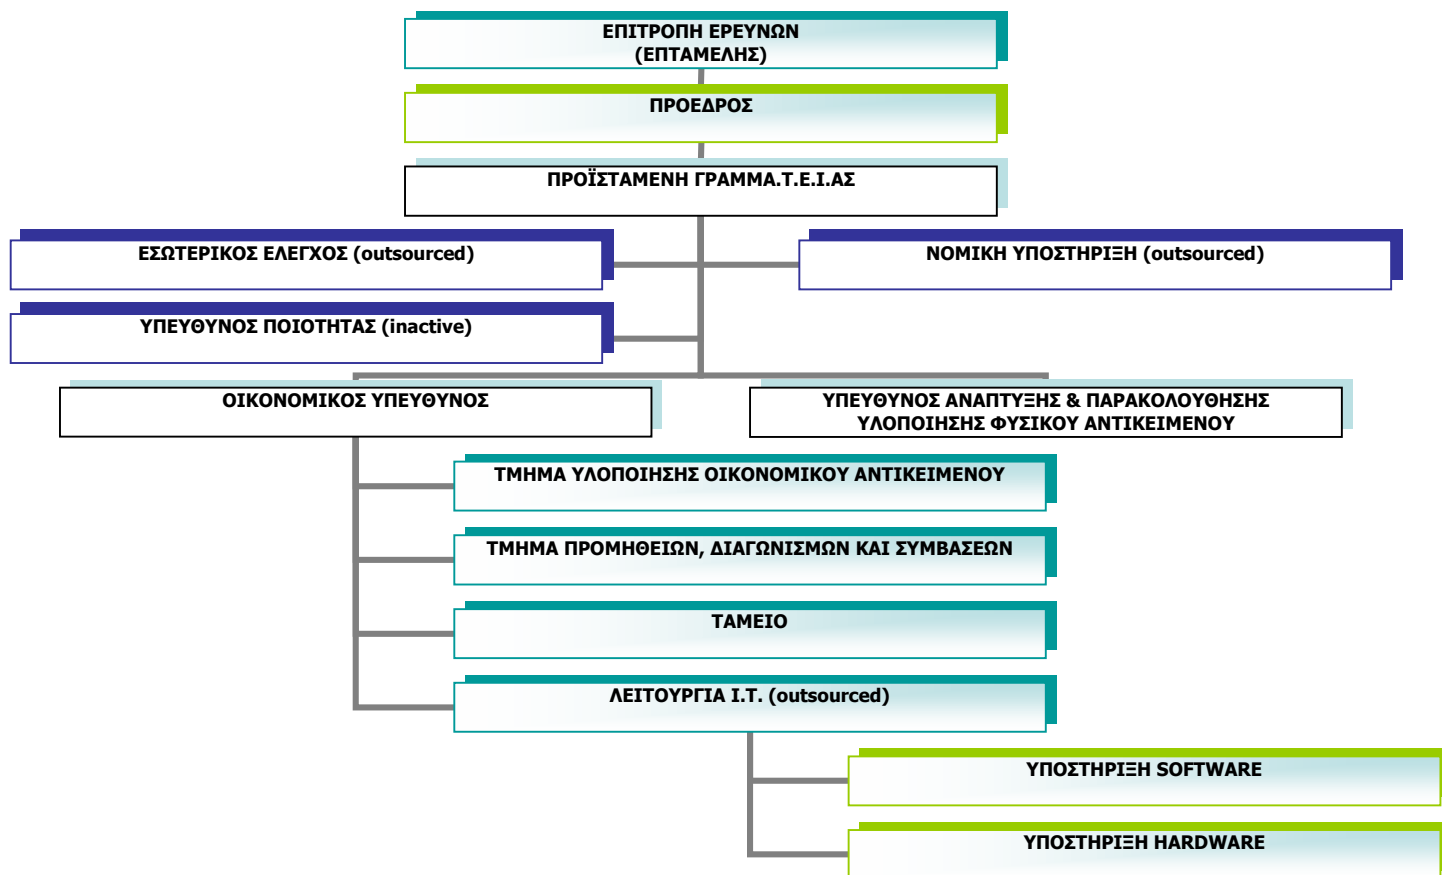 ΕΠΙΤΡΟΠΗ ΕΡΕΥΝΩΝ
(ΕΠΤΑΜΕΛΗΣ)
ΠΡΟΕΔΡΟΣ
ΠΡΟΪΣΤΑΜΕΝΗ ΓΡΑΜΜΑ.Τ.Ε.Ι.ΑΣ
ΕΣΩΤΕΡΙΚΟΣ ΕΛΕΓΧΟΣ (outsourced)
ΝΟΜΙΚΗ ΥΠΟΣΤΗΡΙΞΗ (outsourced)
ΥΠΕΥΘΥΝΟΣ ΠΟΙΟΤΗΤΑΣ (inactive)
ΟΙΚΟΝΟΜΙΚΟΣ ΥΠΕΥΘΥΝΟΣ
ΥΠΕΥΘΥΝΟΣ ΑΝΑΠΤΥΞΗΣ & ΠΑΡΑΚΟΛΟΥΘΗΣΗΣ
ΥΛΟΠΟΙΗΣΗΣ ΦΥΣΙΚΟΥ ΑΝΤΙΚΕΙΜΕΝΟΥ
ΤΜΗΜΑ ΥΛΟΠΟΙΗΣΗΣ ΟΙΚΟΝΟΜΙΚΟΥ ΑΝΤΙΚΕΙΜΕΝΟΥ
ΤΜΗΜΑ ΠΡΟΜΗΘΕΙΩΝ, ΔΙΑΓΩΝΙΣΜΩΝ ΚΑΙ ΣΥΜΒΑΣΕΩΝ
ΤΑΜΕΙΟ
ΛΕΙΤΟΥΡΓΙΑ Ι.Τ. (outsourced)
ΥΠΟΣΤΗΡΙΞΗ SOFTWARE
ΥΠΟΣΤΗΡΙΞΗ HARDWARE